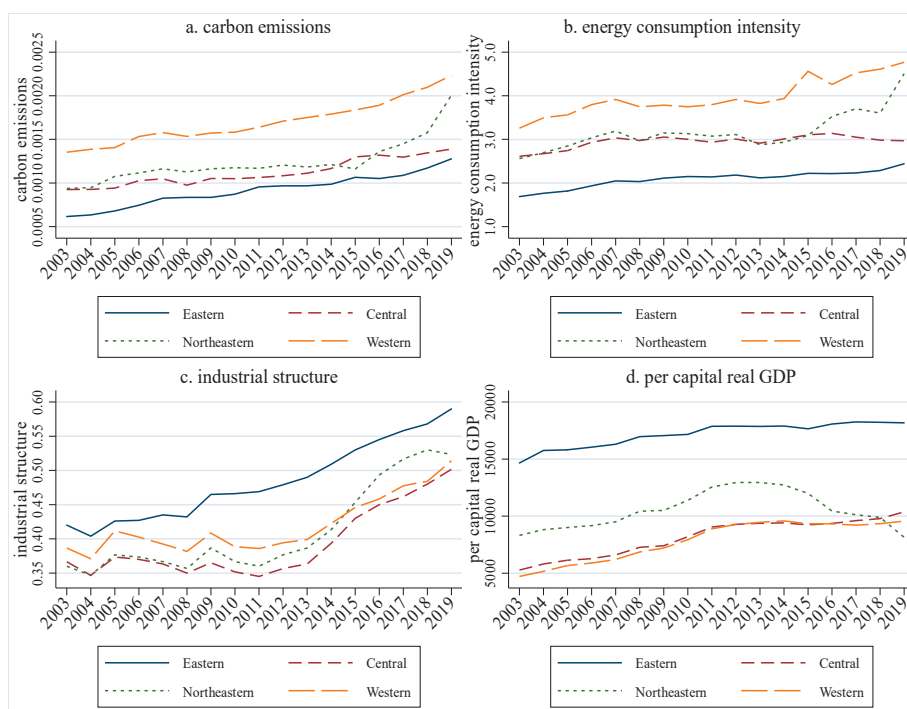 a. carbon emissions
carbon emissions
0.0005 0.0010 0.0015 0.0020 0.0025
2003 2004 2005 2006 2007 2008 2009 2010 2011 2012 2013 2014 2015 2016 2017 2018 2019
Eastern Central
Northeastern Western
b. energy consumption intensity
energy consumption intensity
1.0 2.0 3.0 4.0 5.0
2003 2004 2005 2006 2007 2008 2009 2010 2011 2012 2013 2014 2015 2016 2017 2018 2019
Eastern Central
Northeastern Western
c. industrial structure
industrial structure
0.35 0.40 0.45 0.50 0.55 0.60
2003 2004 2005 2006 2007 2008 2009 2010 2011 2012 2013 2014 2015 2016 2017 2018 2019
Eastern Central
Northeastern Western
d. per capital real GDP
per capital real GDP
5000 10000 15000 20000
2003 2004 2005 2006 2007 2008 2009 2010 2011 2012 2013 2014 2015 2016 2017 2018 2019
Eastern Central
Northeastern Western